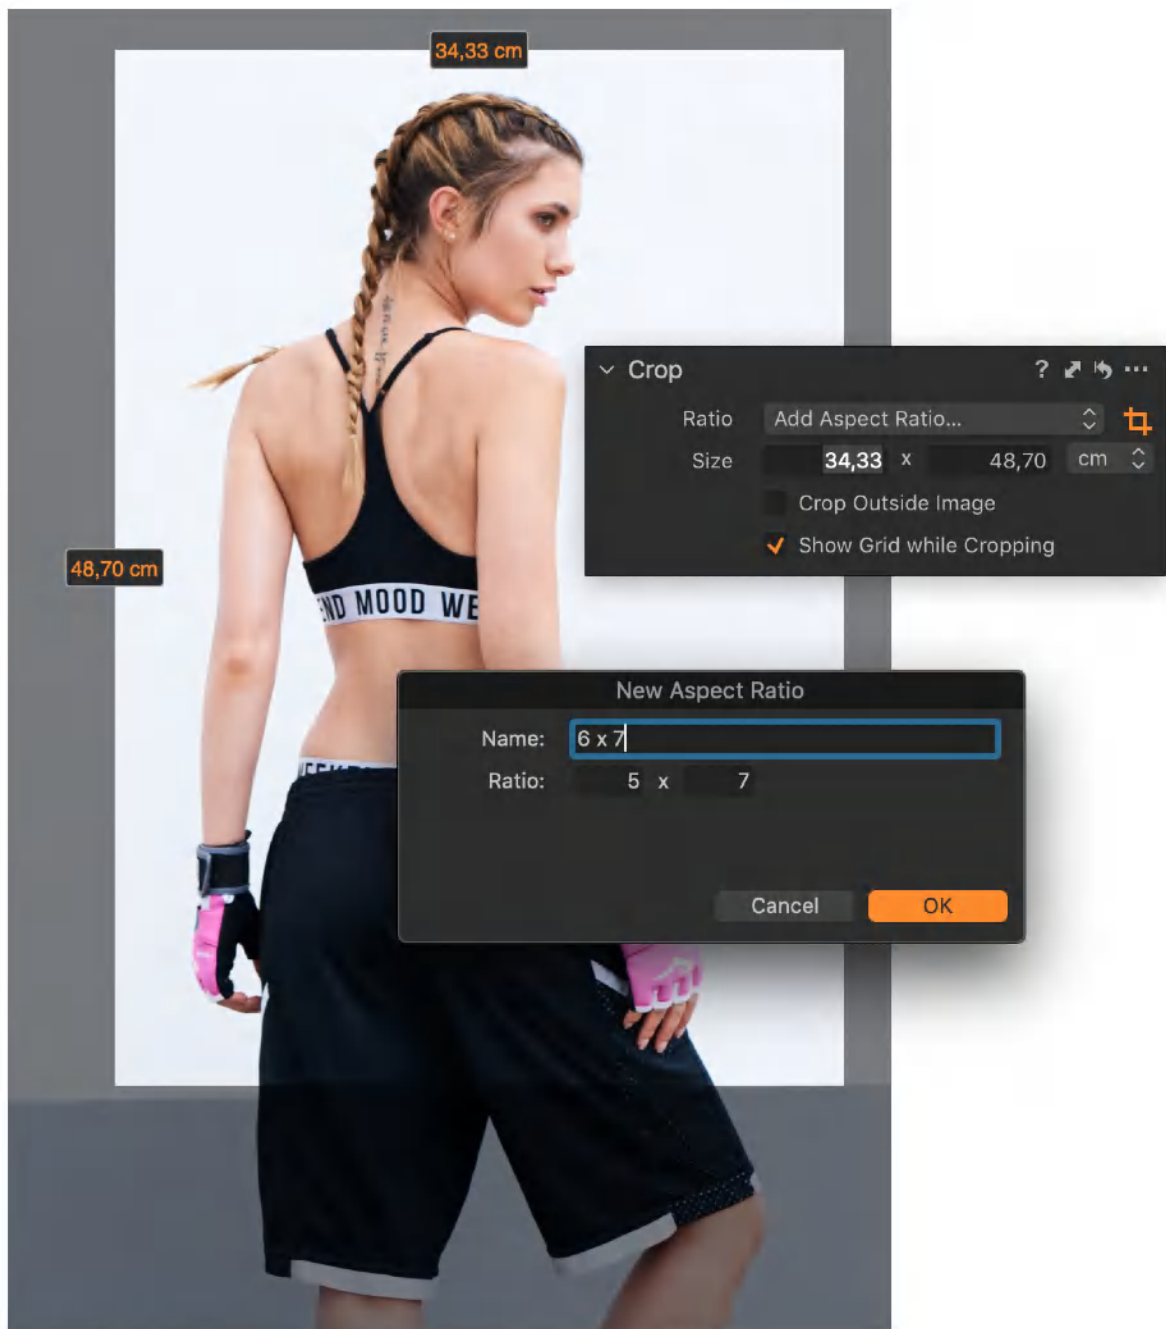 34,33 cm
Crop
?
Ratio Add Aspect Ratio...
Size 34,33 x 48,70 cm
Crop Outside Image
Show Grid while Cropping
48,70 cm
END MOOD WE
New Aspect Ratio
Name: 6 x 7
Ratio: 5 x 7
Cancel OK